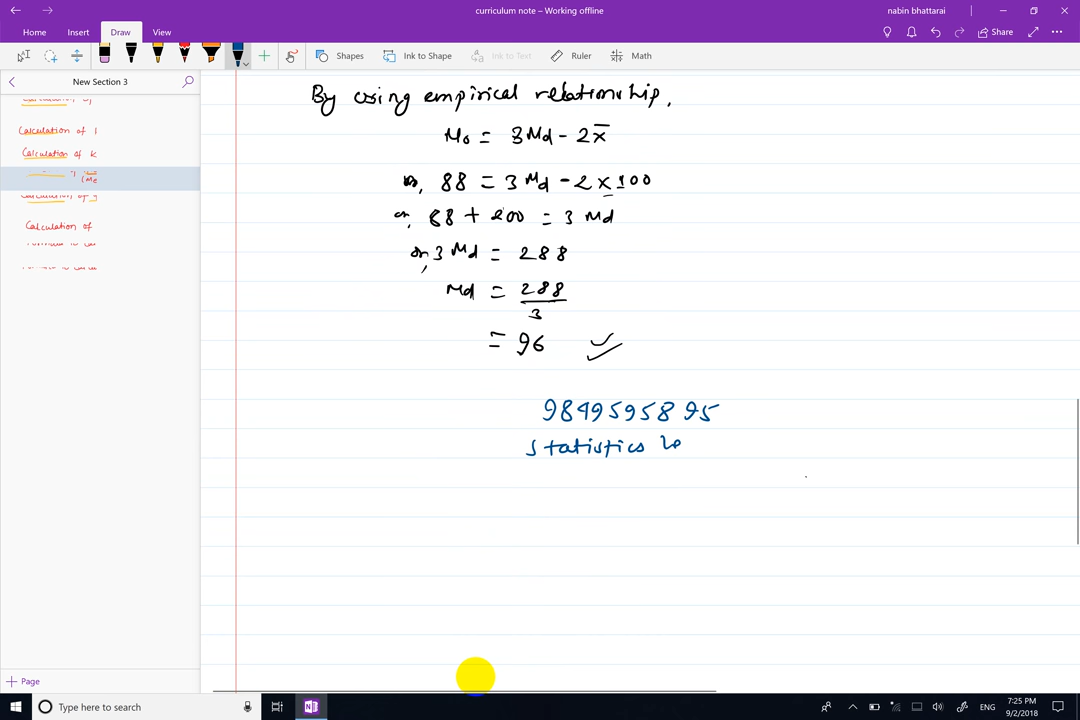 curriculum note – Working offline
nabin bhattarai
Home Insert Draw View
Share
Shapes Ink to Shape Ink to Text Ruler Math
New Section 3
Calculation of
Calculation of k
(Me
Calculation of
By using empirical relationship,
Mo = 3Md - 2x̄
or, 88 = 3 Md - 2 x 100
or, 88 + 200 = 3 Md
or, 3 Md = 288
Md = 288
3
= 96
9849595895
Statistics
Page
Type here to search
ENG
7:25 PM
9/2/2018